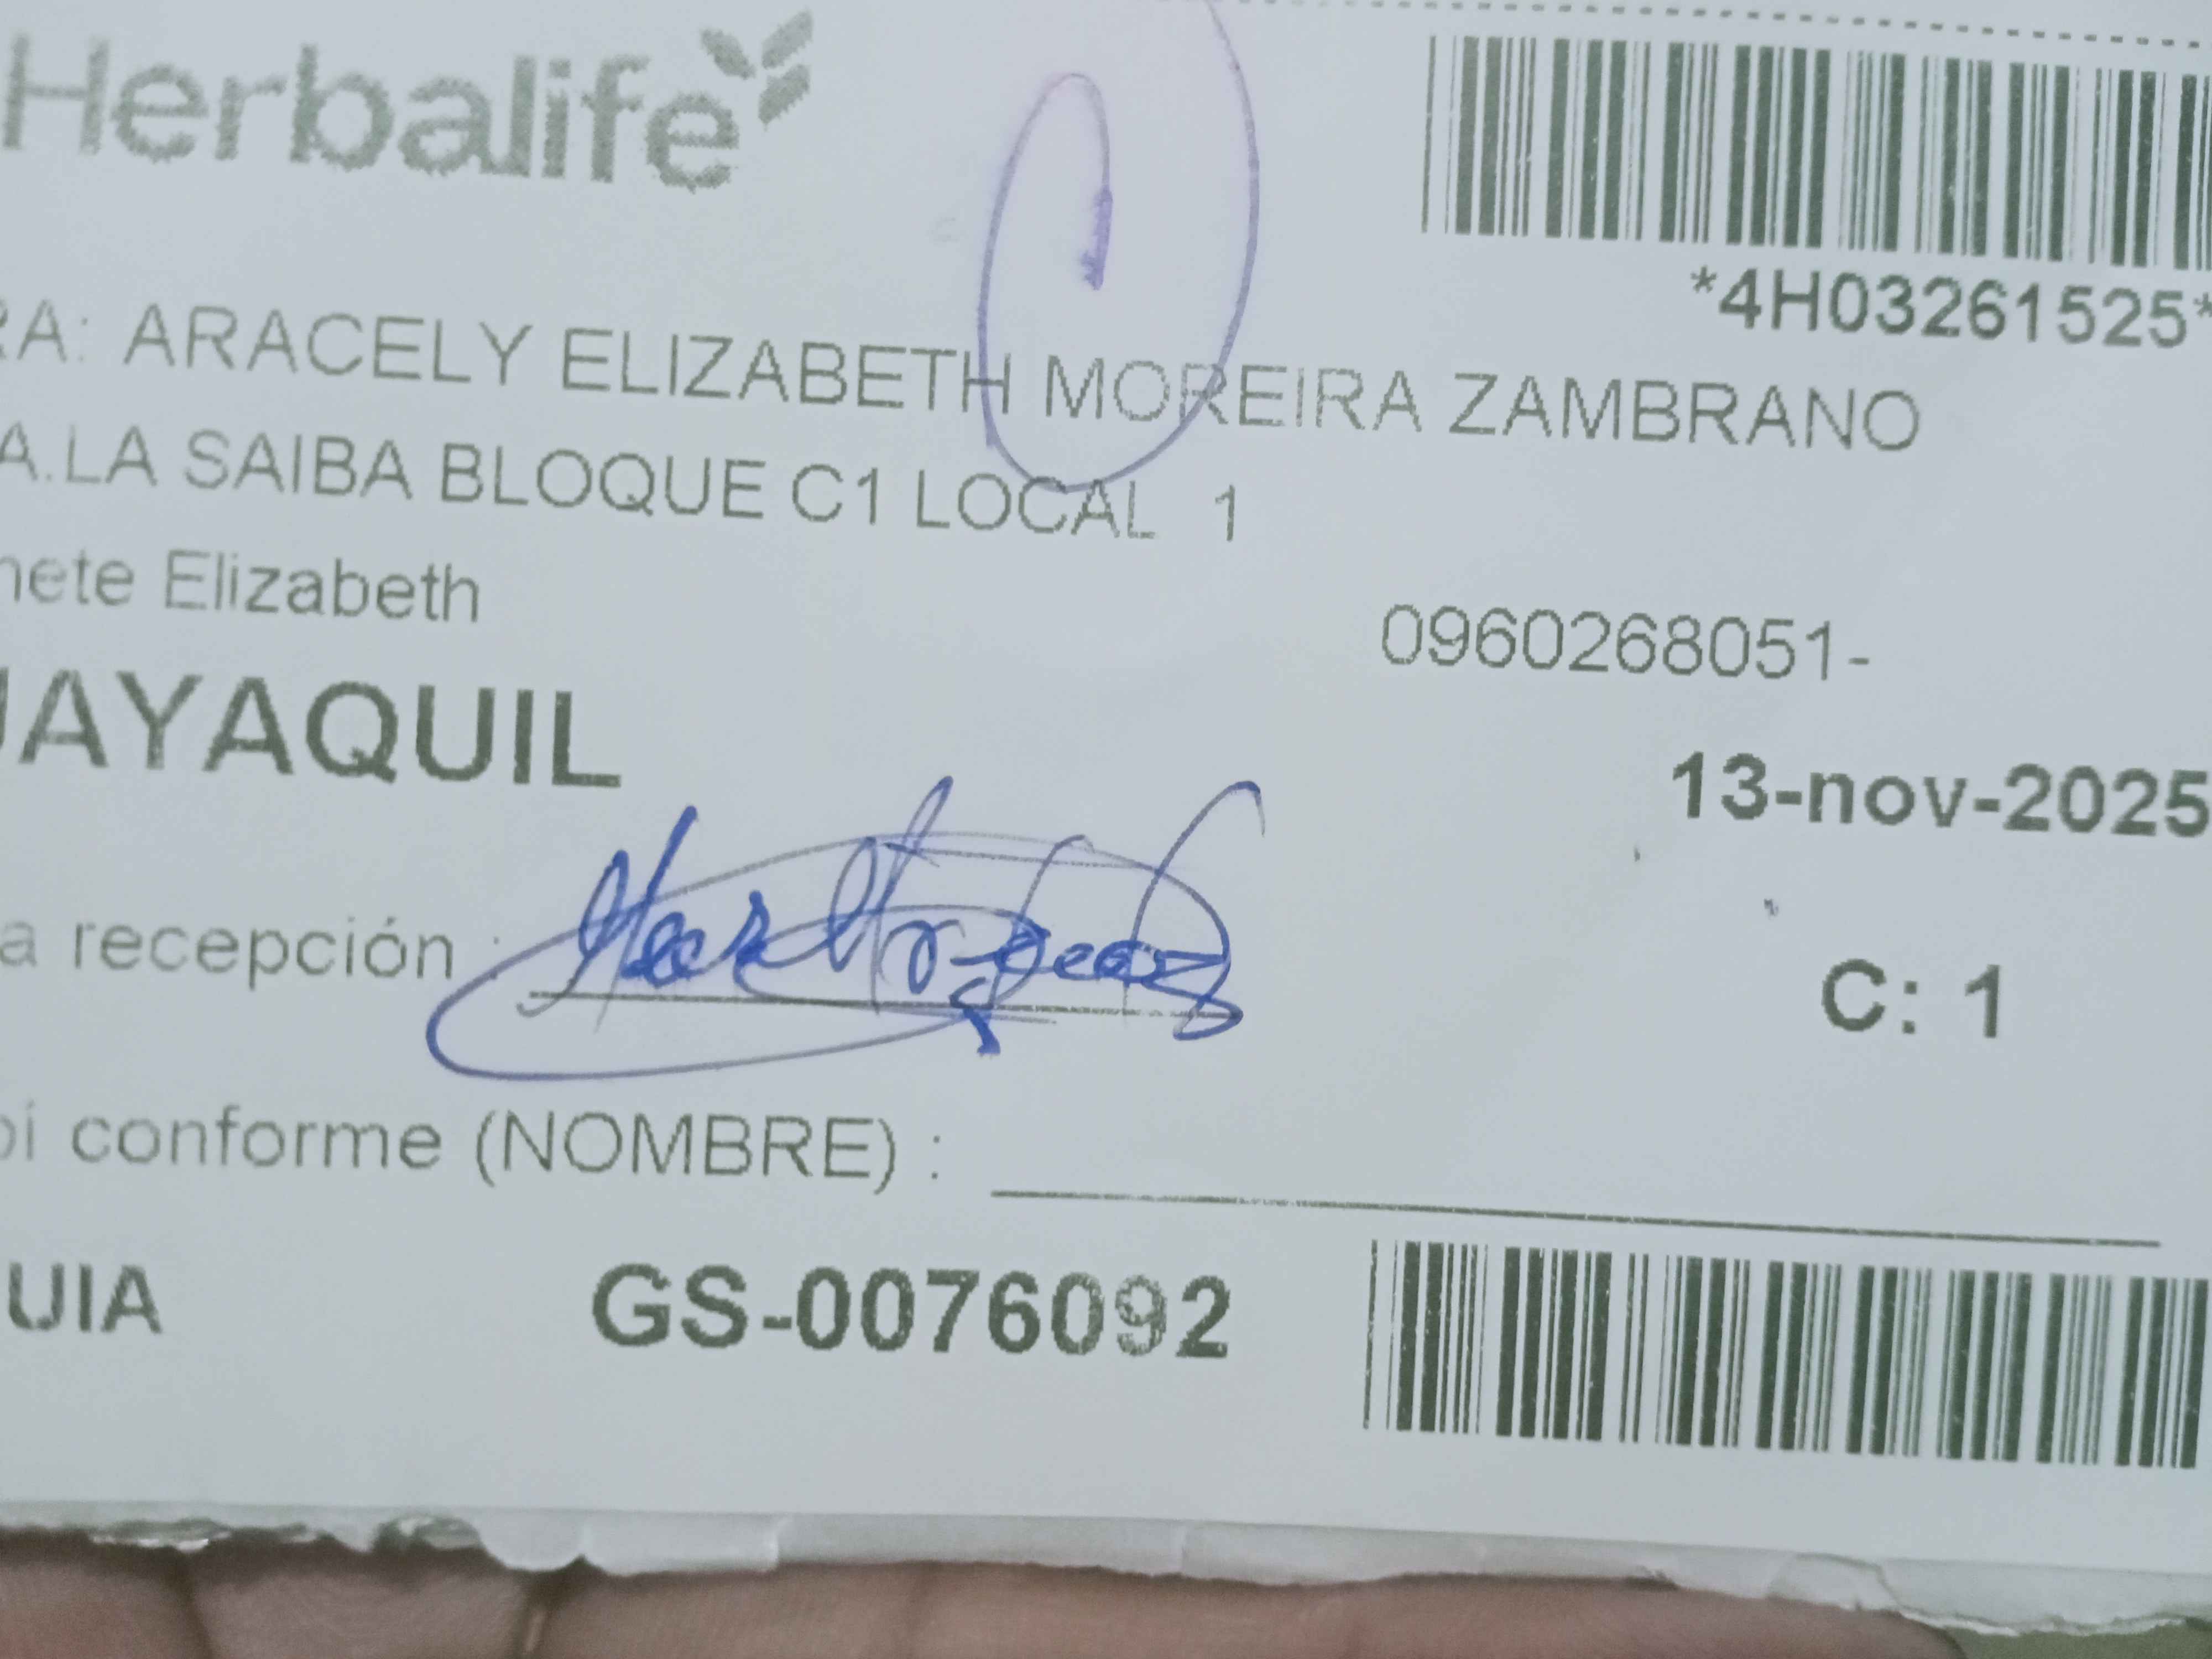 Herbalife
*4H03261525*
RA: ARACELY ELIZABETH MOREIRA ZAMBRANO
A.LA SAIBA BLOQUE C1 LOCAL 1
nete Elizabeth
0960268051-
JAYAQUIL
13-nov-2025
a recepción :
C: 1
bí conforme (NOMBRE) :
UIA GS-0076092